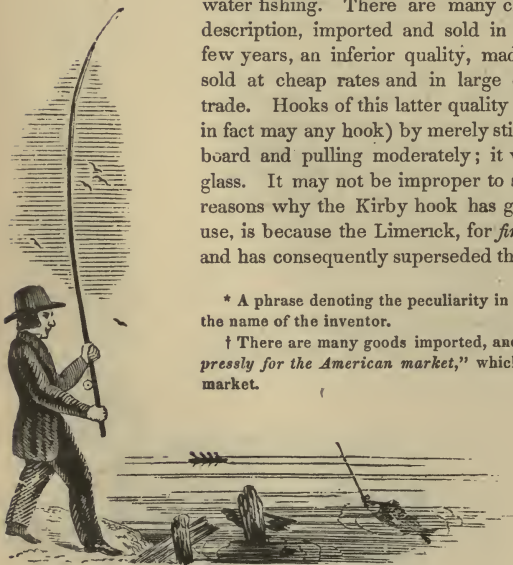 water fishing. There are many c
description, imported and sold in
few years, an inferior quality, mad
sold at cheap rates and in large
trade. Hooks of this latter quality
in fact may any hook) by merely sti
board and pulling moderately; it
glass. It may not be improper to
reasons why the Kirby hook has g
use, is because the Limerick, for fin
and has consequently superseded th
* A phrase denoting the peculiarity in
the name of the inventor.
† There are many goods imported, and
pressly for the American market," which
market.